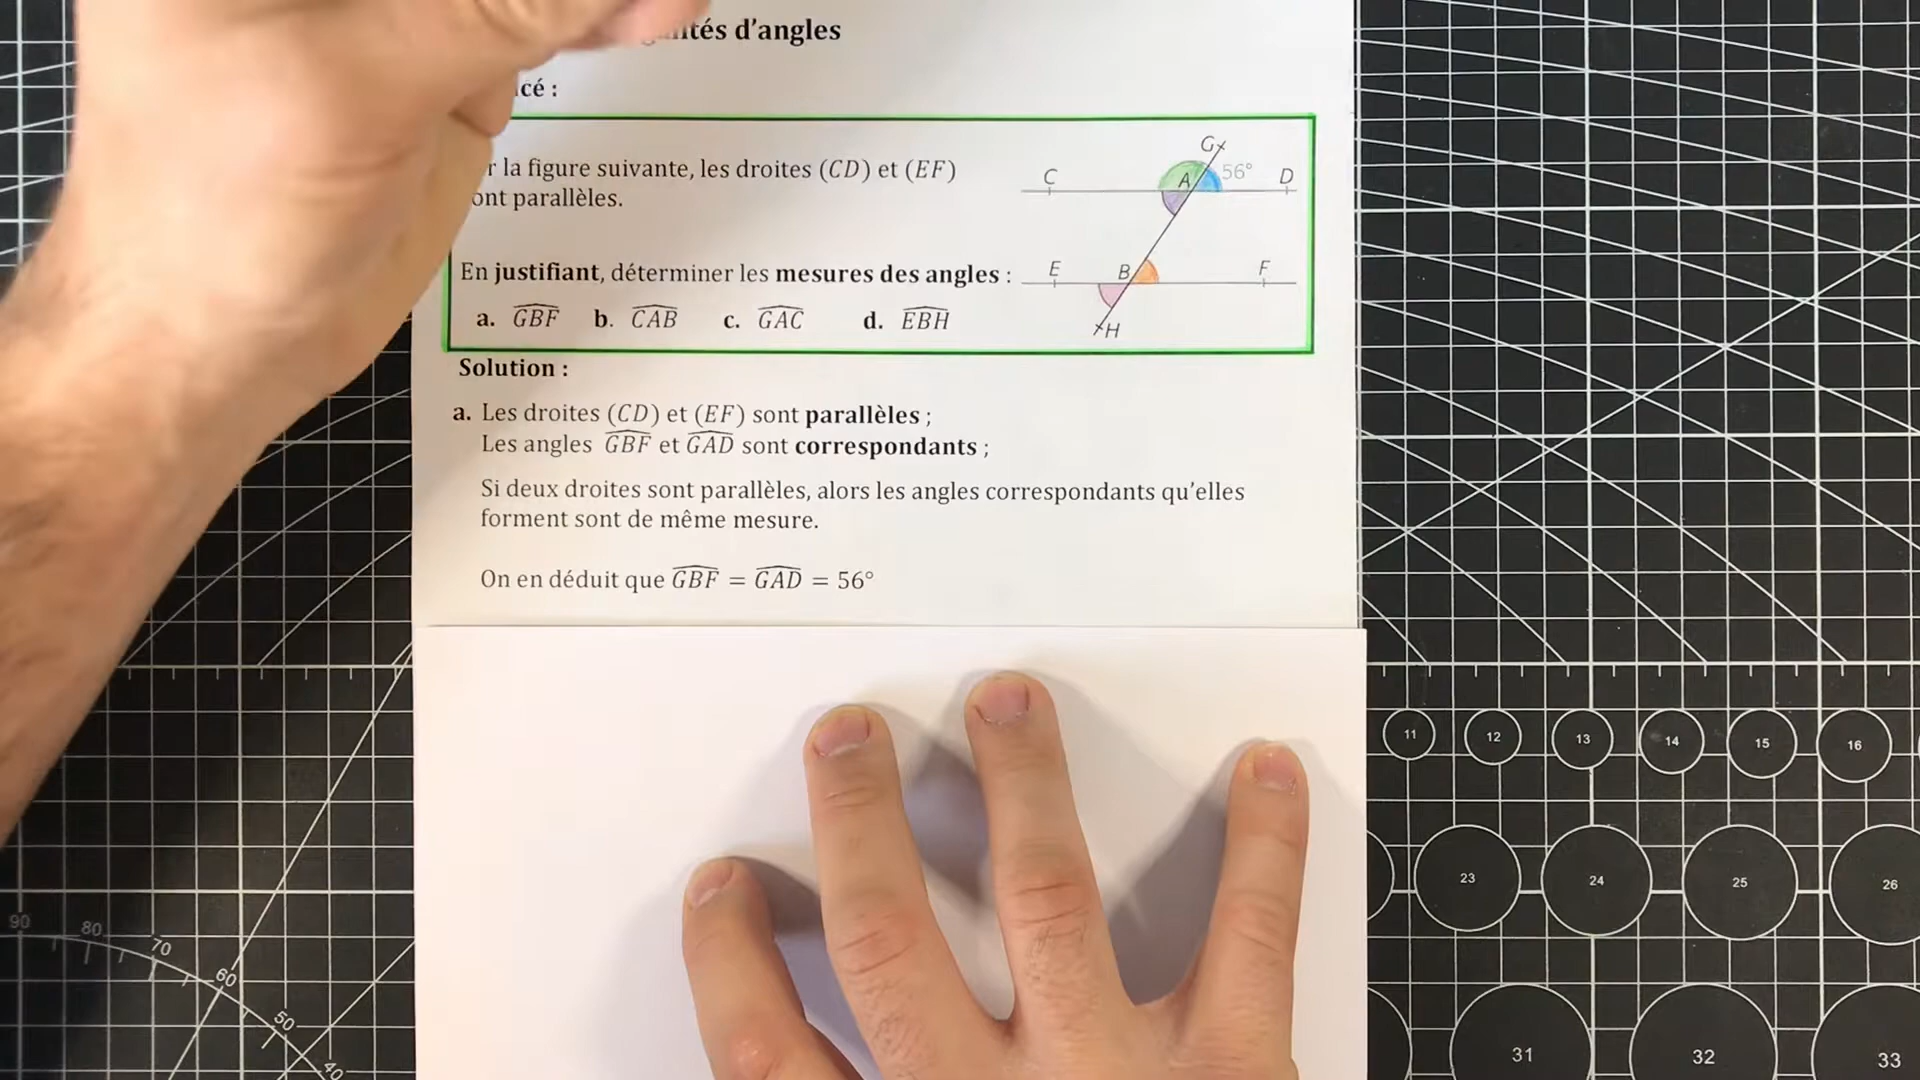 d'angles
cé :
la figure suivante, les droites (CD) et (EF)
ont parallèles.
En justifiant, déterminer les mesures des angles :
a. GBF b. CAB c. GAC d. EBH
G
C A 56° D
E B F
H
Solution :
a. Les droites (CD) et (EF) sont parallèles ;
Les angles GBF et GAD sont correspondants ;
Si deux droites sont parallèles, alors les angles correspondants qu'elles
forment sont de même mesure.
On en déduit que GBF = GAD = 56°
11 12 13 14 15 16
23 24 25 26
31 32 33
90 80 70 60 50 40